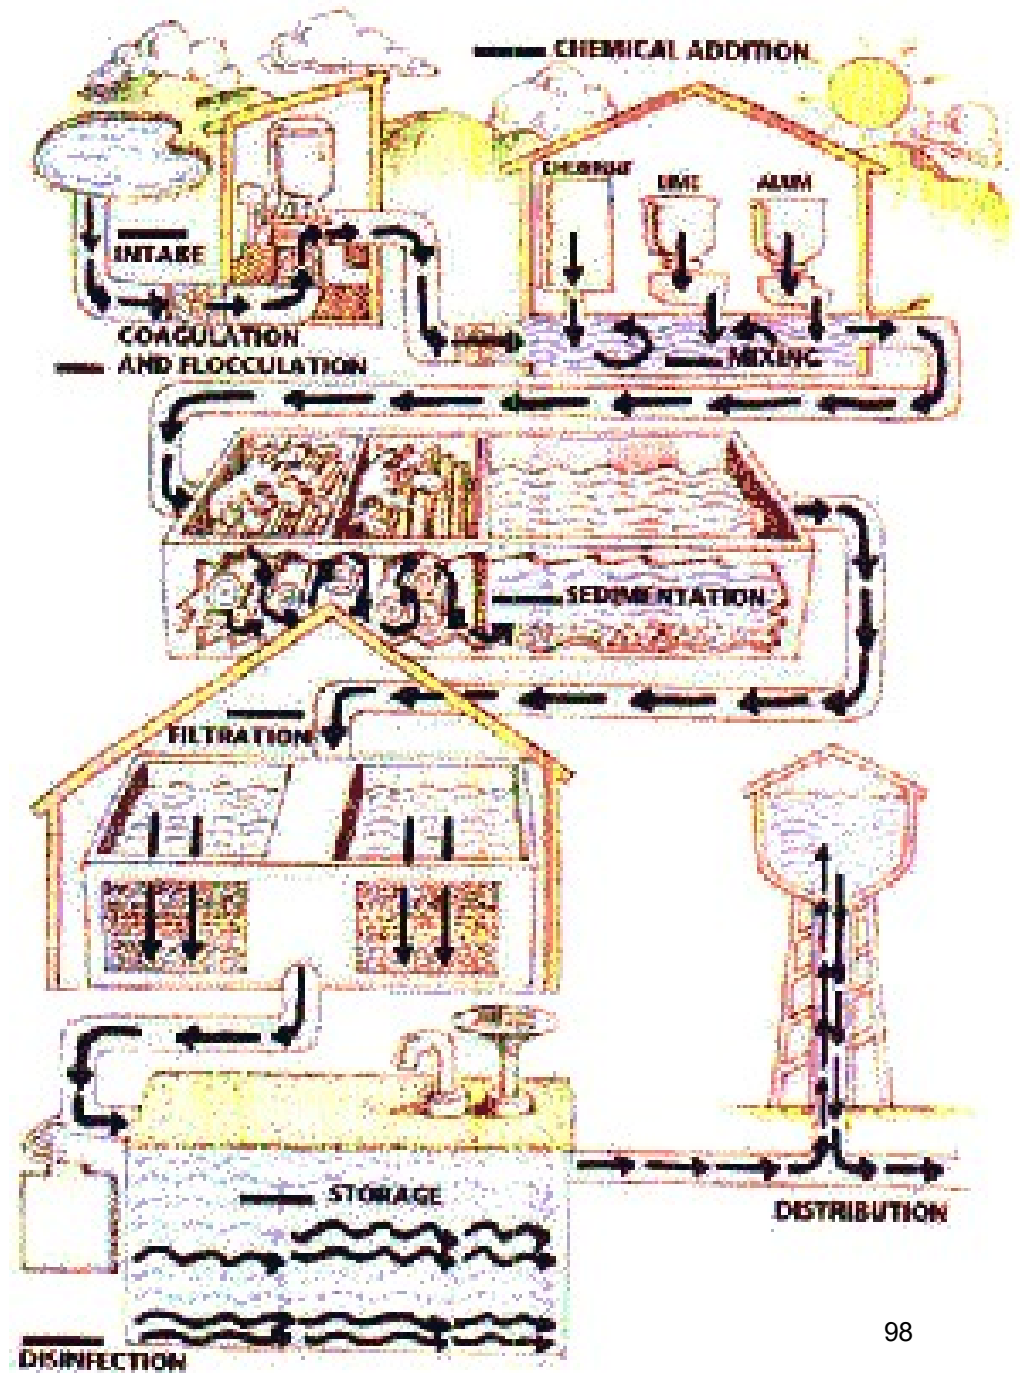 CHEMICAL ADDITION
LIME
ALUM
INTAKE
COAGULATION
AND FLOCCULATION
MIXING
SEDIMENTATION
FILTRATION
STORAGE
DISTRIBUTION
98
DISINFECTION